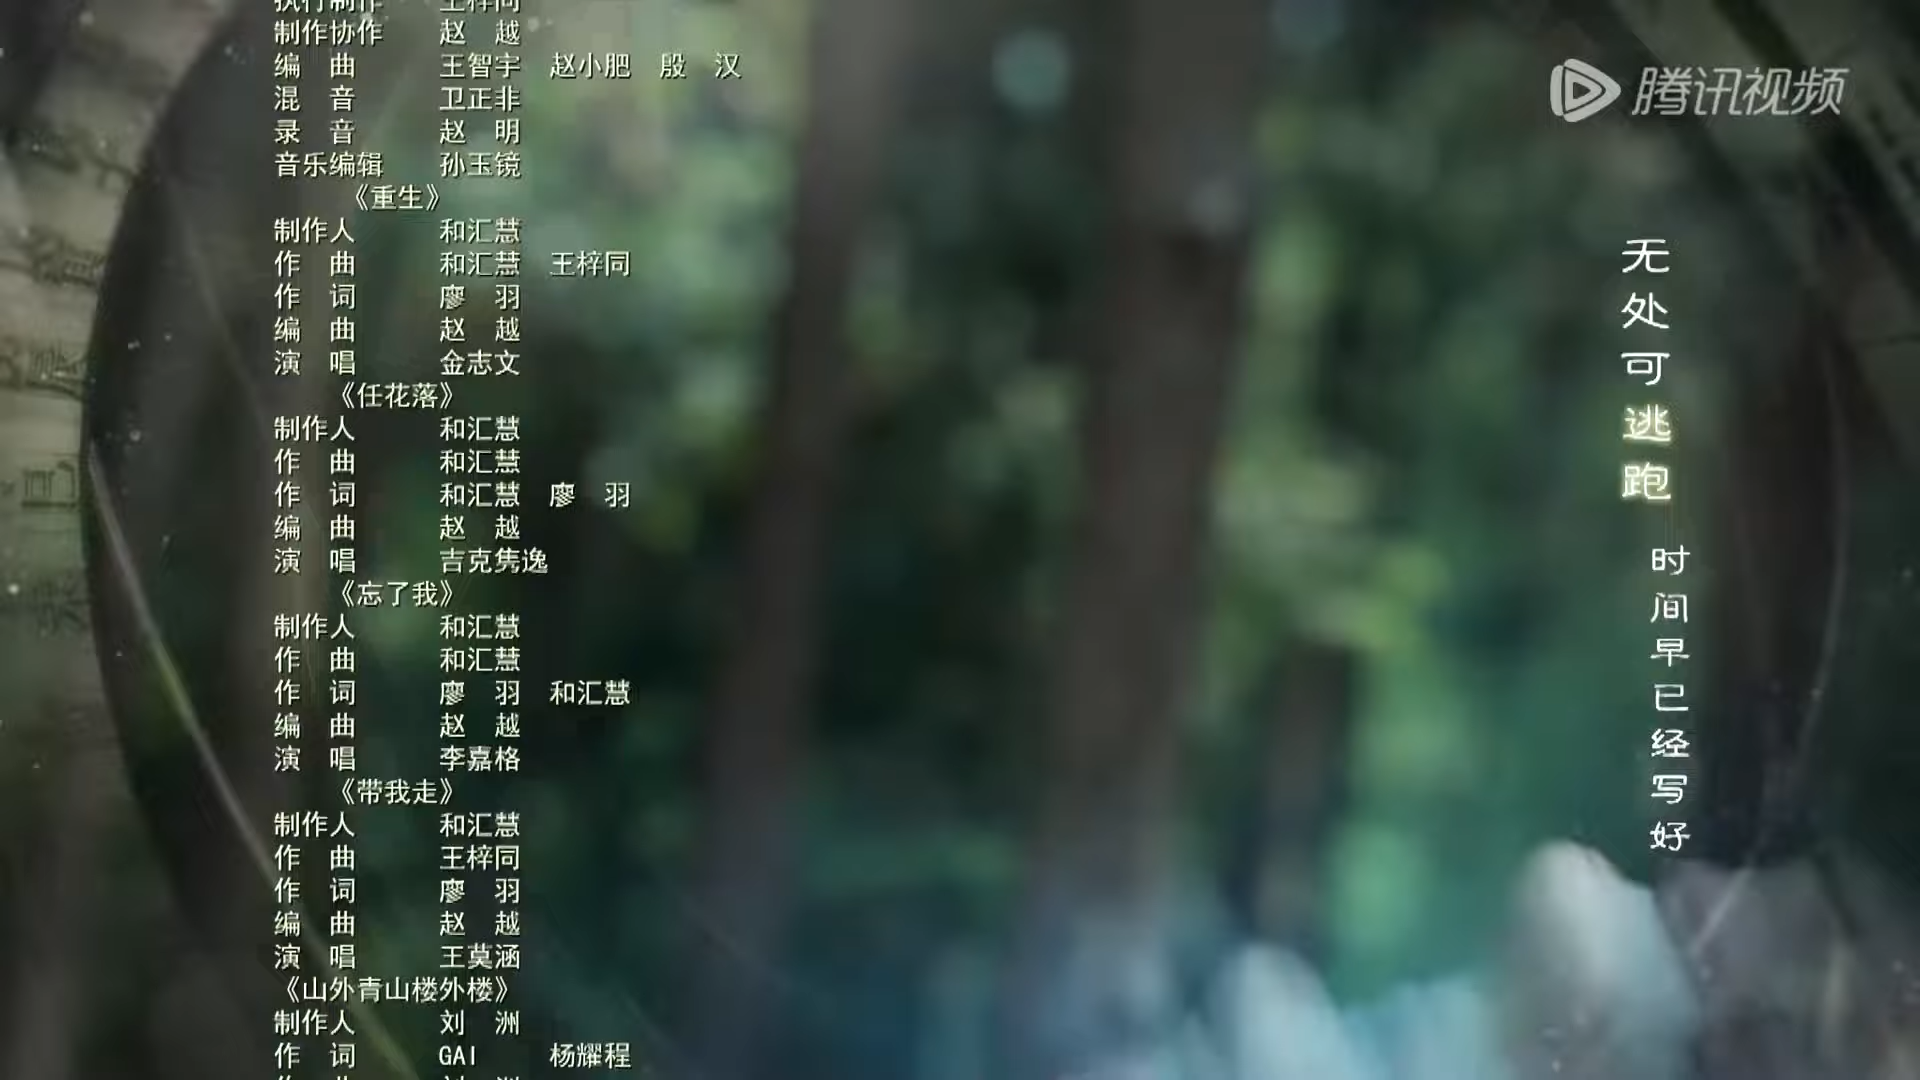 执行制作 王梓同
制作协作 赵 越
编 曲 王智宇 赵小肥 殷 汉
混 音 卫正非
录 音 赵 明
音乐编辑 孙玉镜
《重生》
制作人 和汇慧
作 曲 和汇慧 王梓同
作 词 廖 羽
编 曲 赵 越
演 唱 金志文
《任花落》
制作人 和汇慧
作 曲 和汇慧
作 词 和汇慧 廖 羽
编 曲 赵 越
演 唱 吉克隽逸
《忘了我》
制作人 和汇慧
作 曲 和汇慧
作 词 廖 羽 和汇慧
编 曲 赵 越
演 唱 李嘉格
《带我走》
制作人 和汇慧
作 曲 王梓同
作 词 廖 羽
编 曲 赵 越
演 唱 王莫涵
《山外青山楼外楼》
制作人 刘 洲
作 词 GAI 杨耀程
腾讯视频
无处可逃跑
时间早已经写好